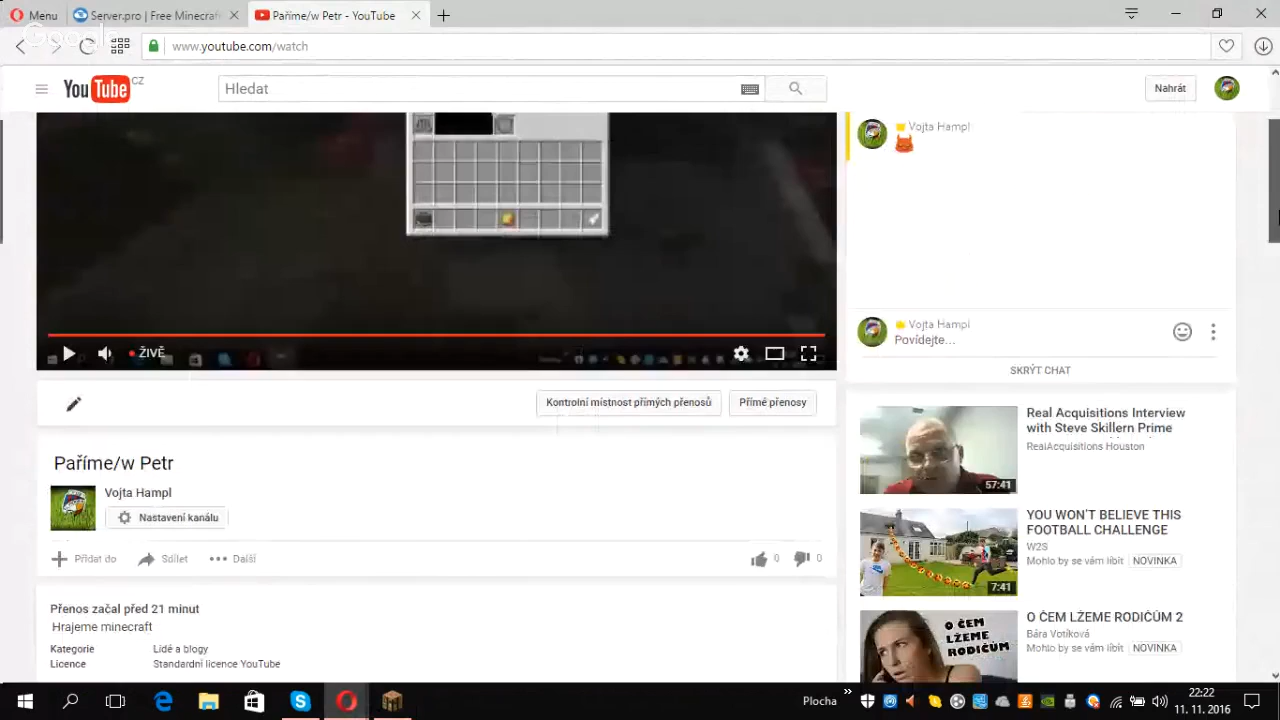 Menu
Server.pro | Free Minecraf
Paříme/w Petr - YouTube
www.youtube.com/watch
YouTube CZ
Hledat
Nahrát
Vojta Hampl
ŽIVĚ
Vojta Hampl
Povídejte...
SKRÝT CHAT
Kontrolní místnost přímých přenosů
Přímé přenosy
Paříme/w Petr
Vojta Hampl
Nastavení kanálu
Přidat do
Sdílet
Další
0
0
Přenos začal před 21 minut
Hrajeme minecraft
Kategorie Lidé a blogy
Licence Standardní licence YouTube
57:41
Real Acquisitions Interview
with Steve Skillern Prime
RealAcquisitions Houston
7:41
YOU WON'T BELIEVE THIS
FOOTBALL CHALLENGE
W2S
Mohlo by se vám líbit NOVINKA
O ČEM
LŽEME
RODIČŮM
O ČEM LŽEME RODIČŮM 2
Bára Votíková
Mohlo by se vám líbit NOVINKA
Plocha
22:22
11. 11. 2016